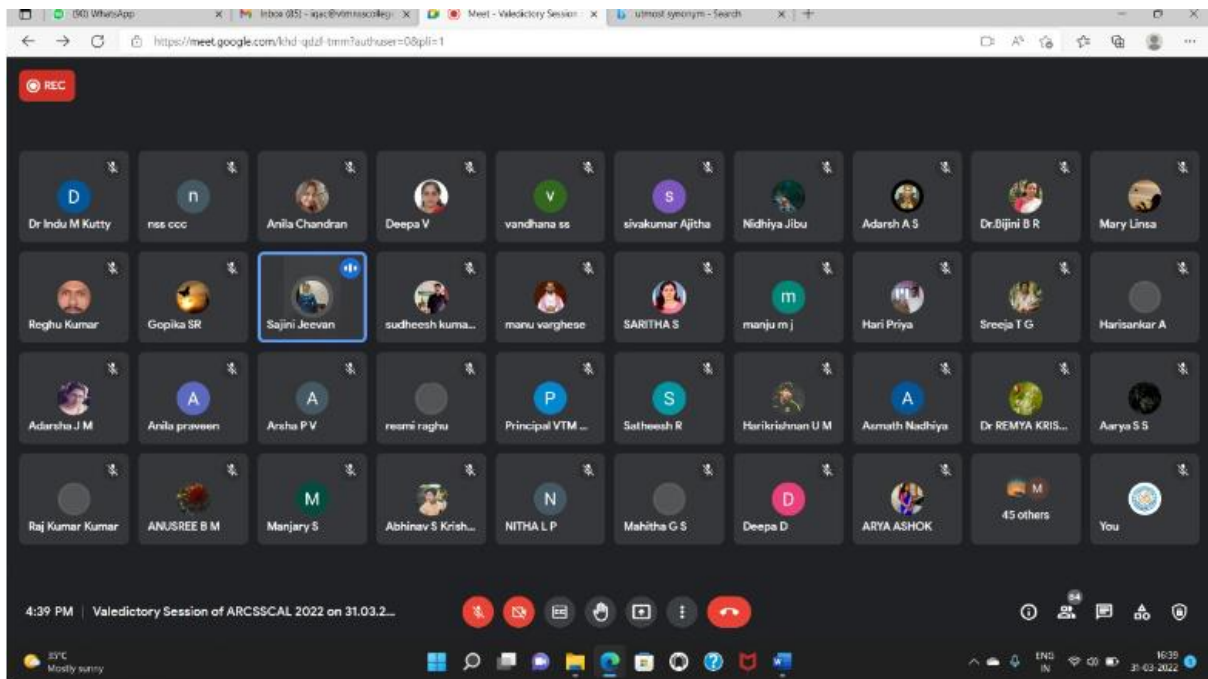 (90) WhatsApp
Meet - Valedictory Session
utmost synonym - Search
https://meet.google.com/khd-qdzf-tmm?authuser=0&pli=1
REC
D n v s
Dr Indu M Kutty nss ccc Anila Chandran Deepa V vandhana ss sivakumar Ajitha Nidhiya Jibu Adarsh A S Dr.Bijini B R Mary Linsa
m
Reghu Kumar Gopika SR Sajini Jeevan sudheesh kuma... manu varghese SARITHA S manju m j Hari Priya Sreeja T G Harisankar A
A A P S A
Adarsha J M Anila praveen Arsha P V resmi raghu Principal VTM ... Satheesh R Harikrishnan U M Asmath Nadhiya Dr REMYA KRIS... Aarya S S
M N D M
Raj Kumar Kumar ANUSREE B M Manjary S Abhinav S Krish... NITHA L P Mahitha G S Deepa D ARYA ASHOK 45 others You
4:39 PM | Valedictory Session of ARCSSCAL 2022 on 31.03.2...
84
35°C
Mostly sunny
ENG
IN
16:39
31-03-2022